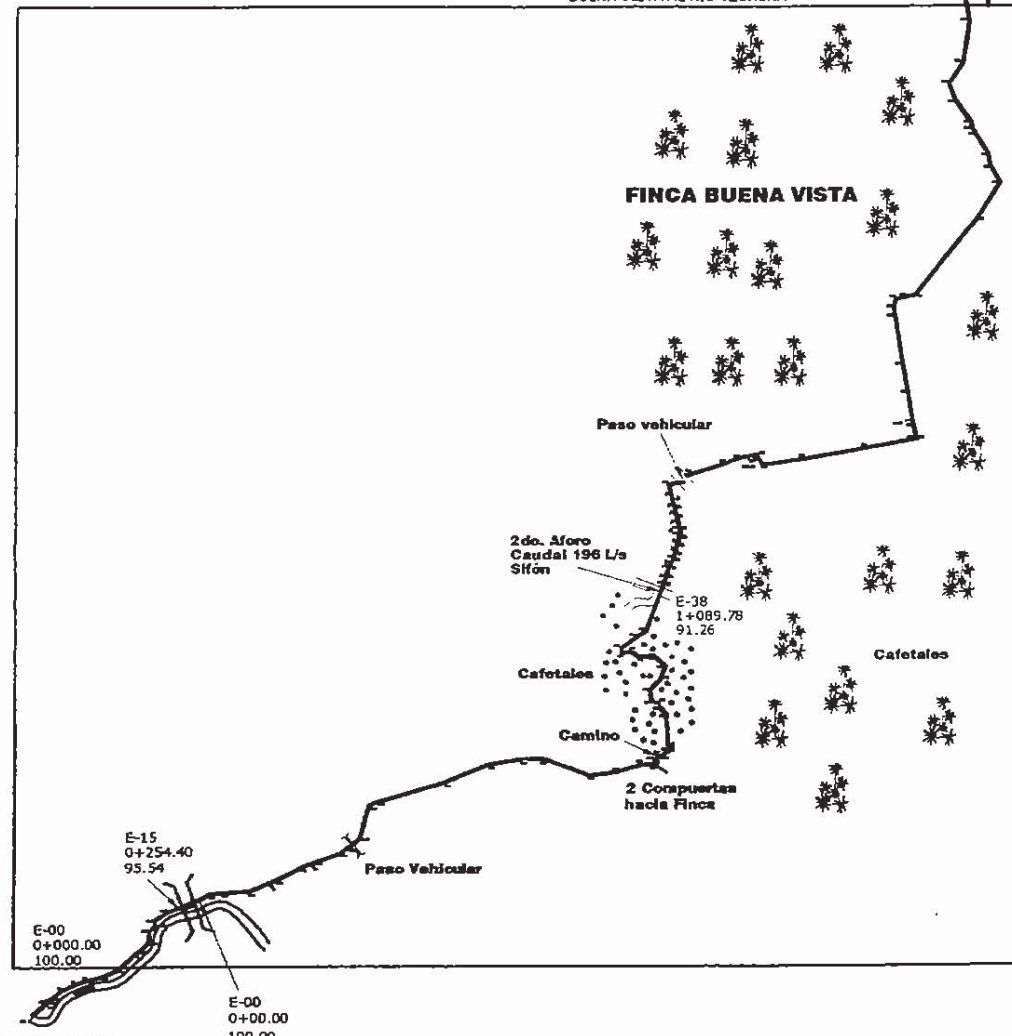 FINCA BUENA VISTA
Paso vehicular
2do. Aforo
Caudal 196 L/s
Sifón
E-38
1+089.78
91.26
Cafetales
Cafetales
Camino
2 Compuertas
hacia Finca
E-15
0+254.40
95.54
Paso Vehicular
E-00
0+000.00
100.00
E-00
0+00.00
100.00